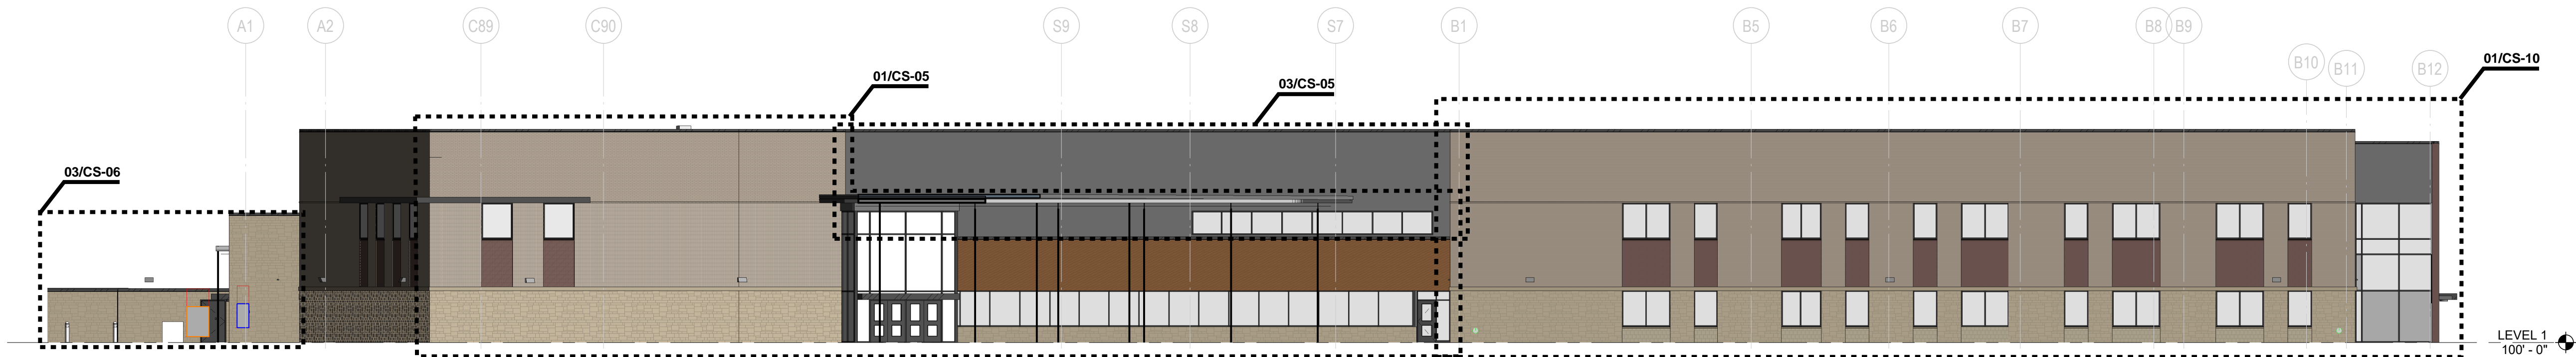 A1
A2
C89
C90
S9
S8
S7
B1
B5
B6
B7
B8
B9
B10
B11
B12
01/CS-10
01/CS-05
03/CS-05
03/CS-06
LEVEL 1
100' - 0"